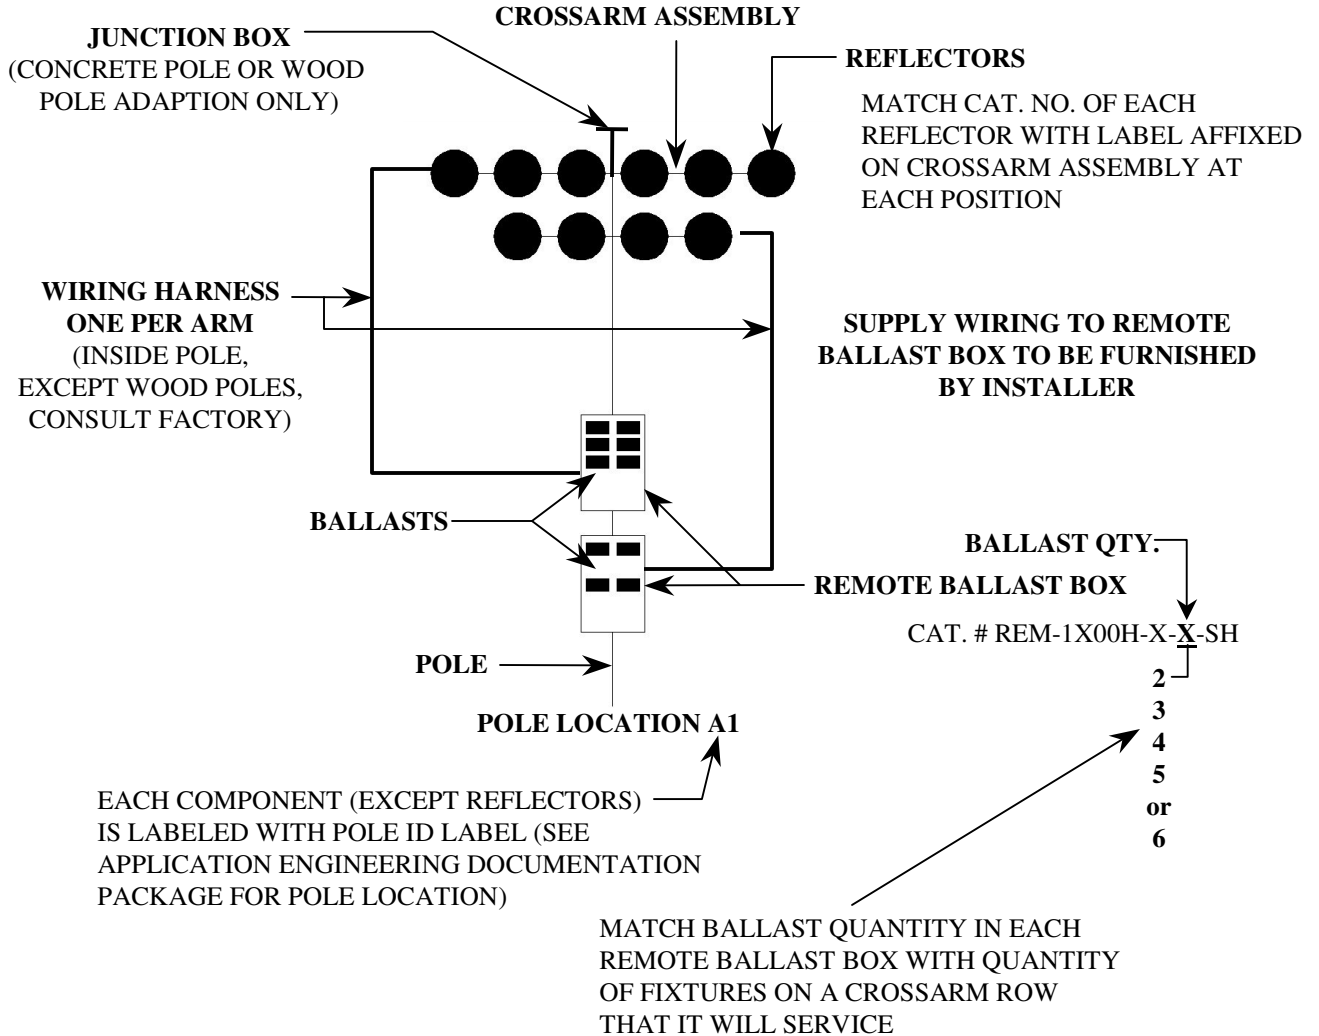 CROSSARM ASSEMBLY
JUNCTION BOX
(CONCRETE POLE OR WOOD
POLE ADAPTION ONLY)
REFLECTORS
MATCH CAT. NO. OF EACH
REFLECTOR WITH LABEL AFFIXED
ON CROSSARM ASSEMBLY AT
EACH POSITION
WIRING HARNESS
ONE PER ARM
(INSIDE POLE,
EXCEPT WOOD POLES,
CONSULT FACTORY)
SUPPLY WIRING TO REMOTE
BALLAST BOX TO BE FURNISHED
BY INSTALLER
BALLASTS
BALLAST QTY.
REMOTE BALLAST BOX
CAT. # REM-1X00H-X-X-SH
2
3
4
5
or
6
POLE
POLE LOCATION A1
EACH COMPONENT (EXCEPT REFLECTORS)
IS LABELED WITH POLE ID LABEL (SEE
APPLICATION ENGINEERING DOCUMENTATION
PACKAGE FOR POLE LOCATION)
MATCH BALLAST QUANTITY IN EACH
REMOTE BALLAST BOX WITH QUANTITY
OF FIXTURES ON A CROSSARM ROW
THAT IT WILL SERVICE